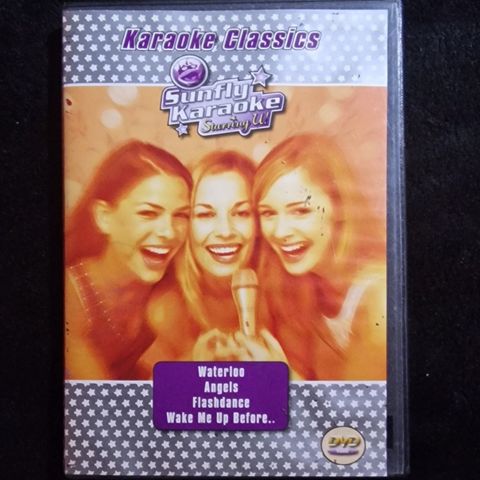 Karaoke Classics
Sunfly
Karaoke
Starring U!
Waterloo
Angels
Flashdance
Wake Me Up Before..
DVD